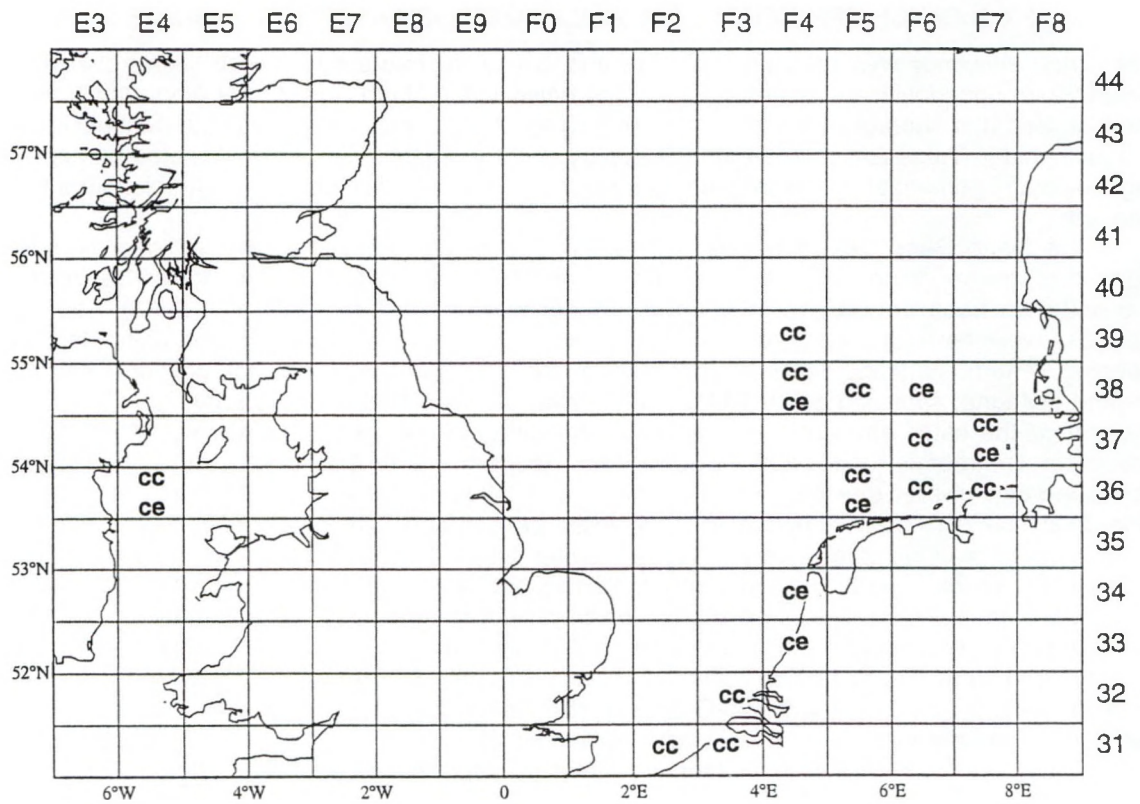 E3 E4 E5 E6 E7 E8 E9 F0 F1 F2 F3 F4 F5 F6 F7 F8
44
43
57°N
42
41
56°N
40
cc 39
55°N
cc cc ce 38
ce
cc cc 37
ce
54°N
cc cc cc cc 36
ce ce
35
53°N
ce 34
ce 33
52°N
cc 32
cc cc 31
6°W 4°W 2°W 0 2°E 4°E 6°E 8°E